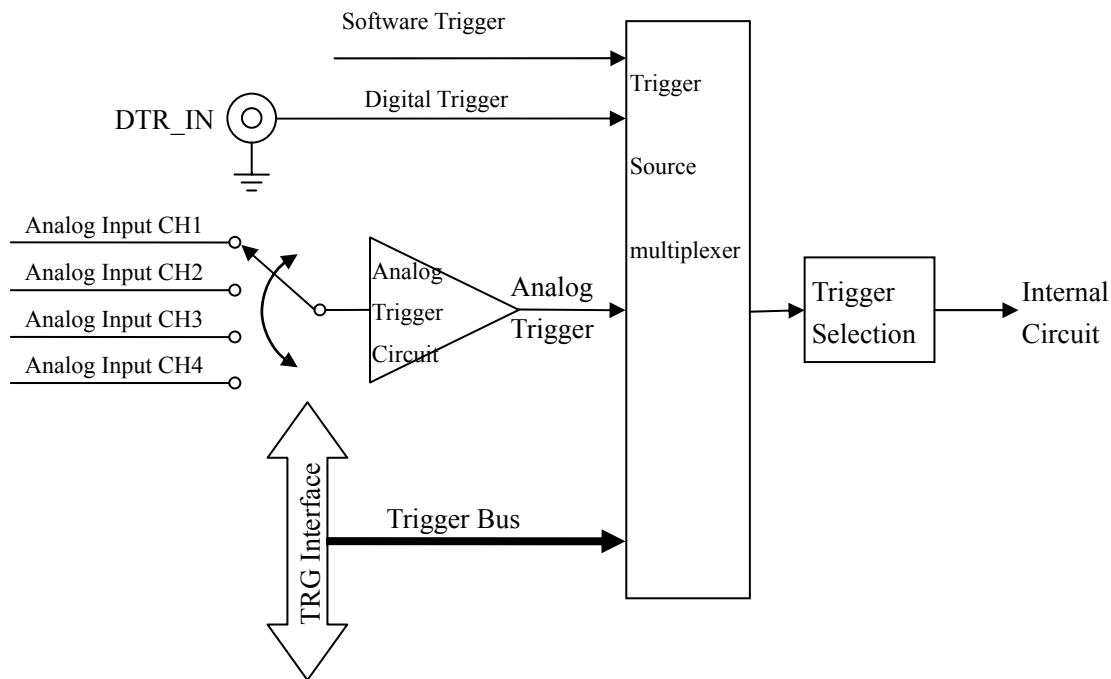 Software Trigger
Digital Trigger
DTR_IN
Trigger
Source
multiplexer
Analog Input CH1
Analog Input CH2
Analog Input CH3
Analog Input CH4
Analog
Trigger
Circuit
Analog
Trigger
Trigger
Selection
Internal
Circuit
TRG Interface
Trigger Bus